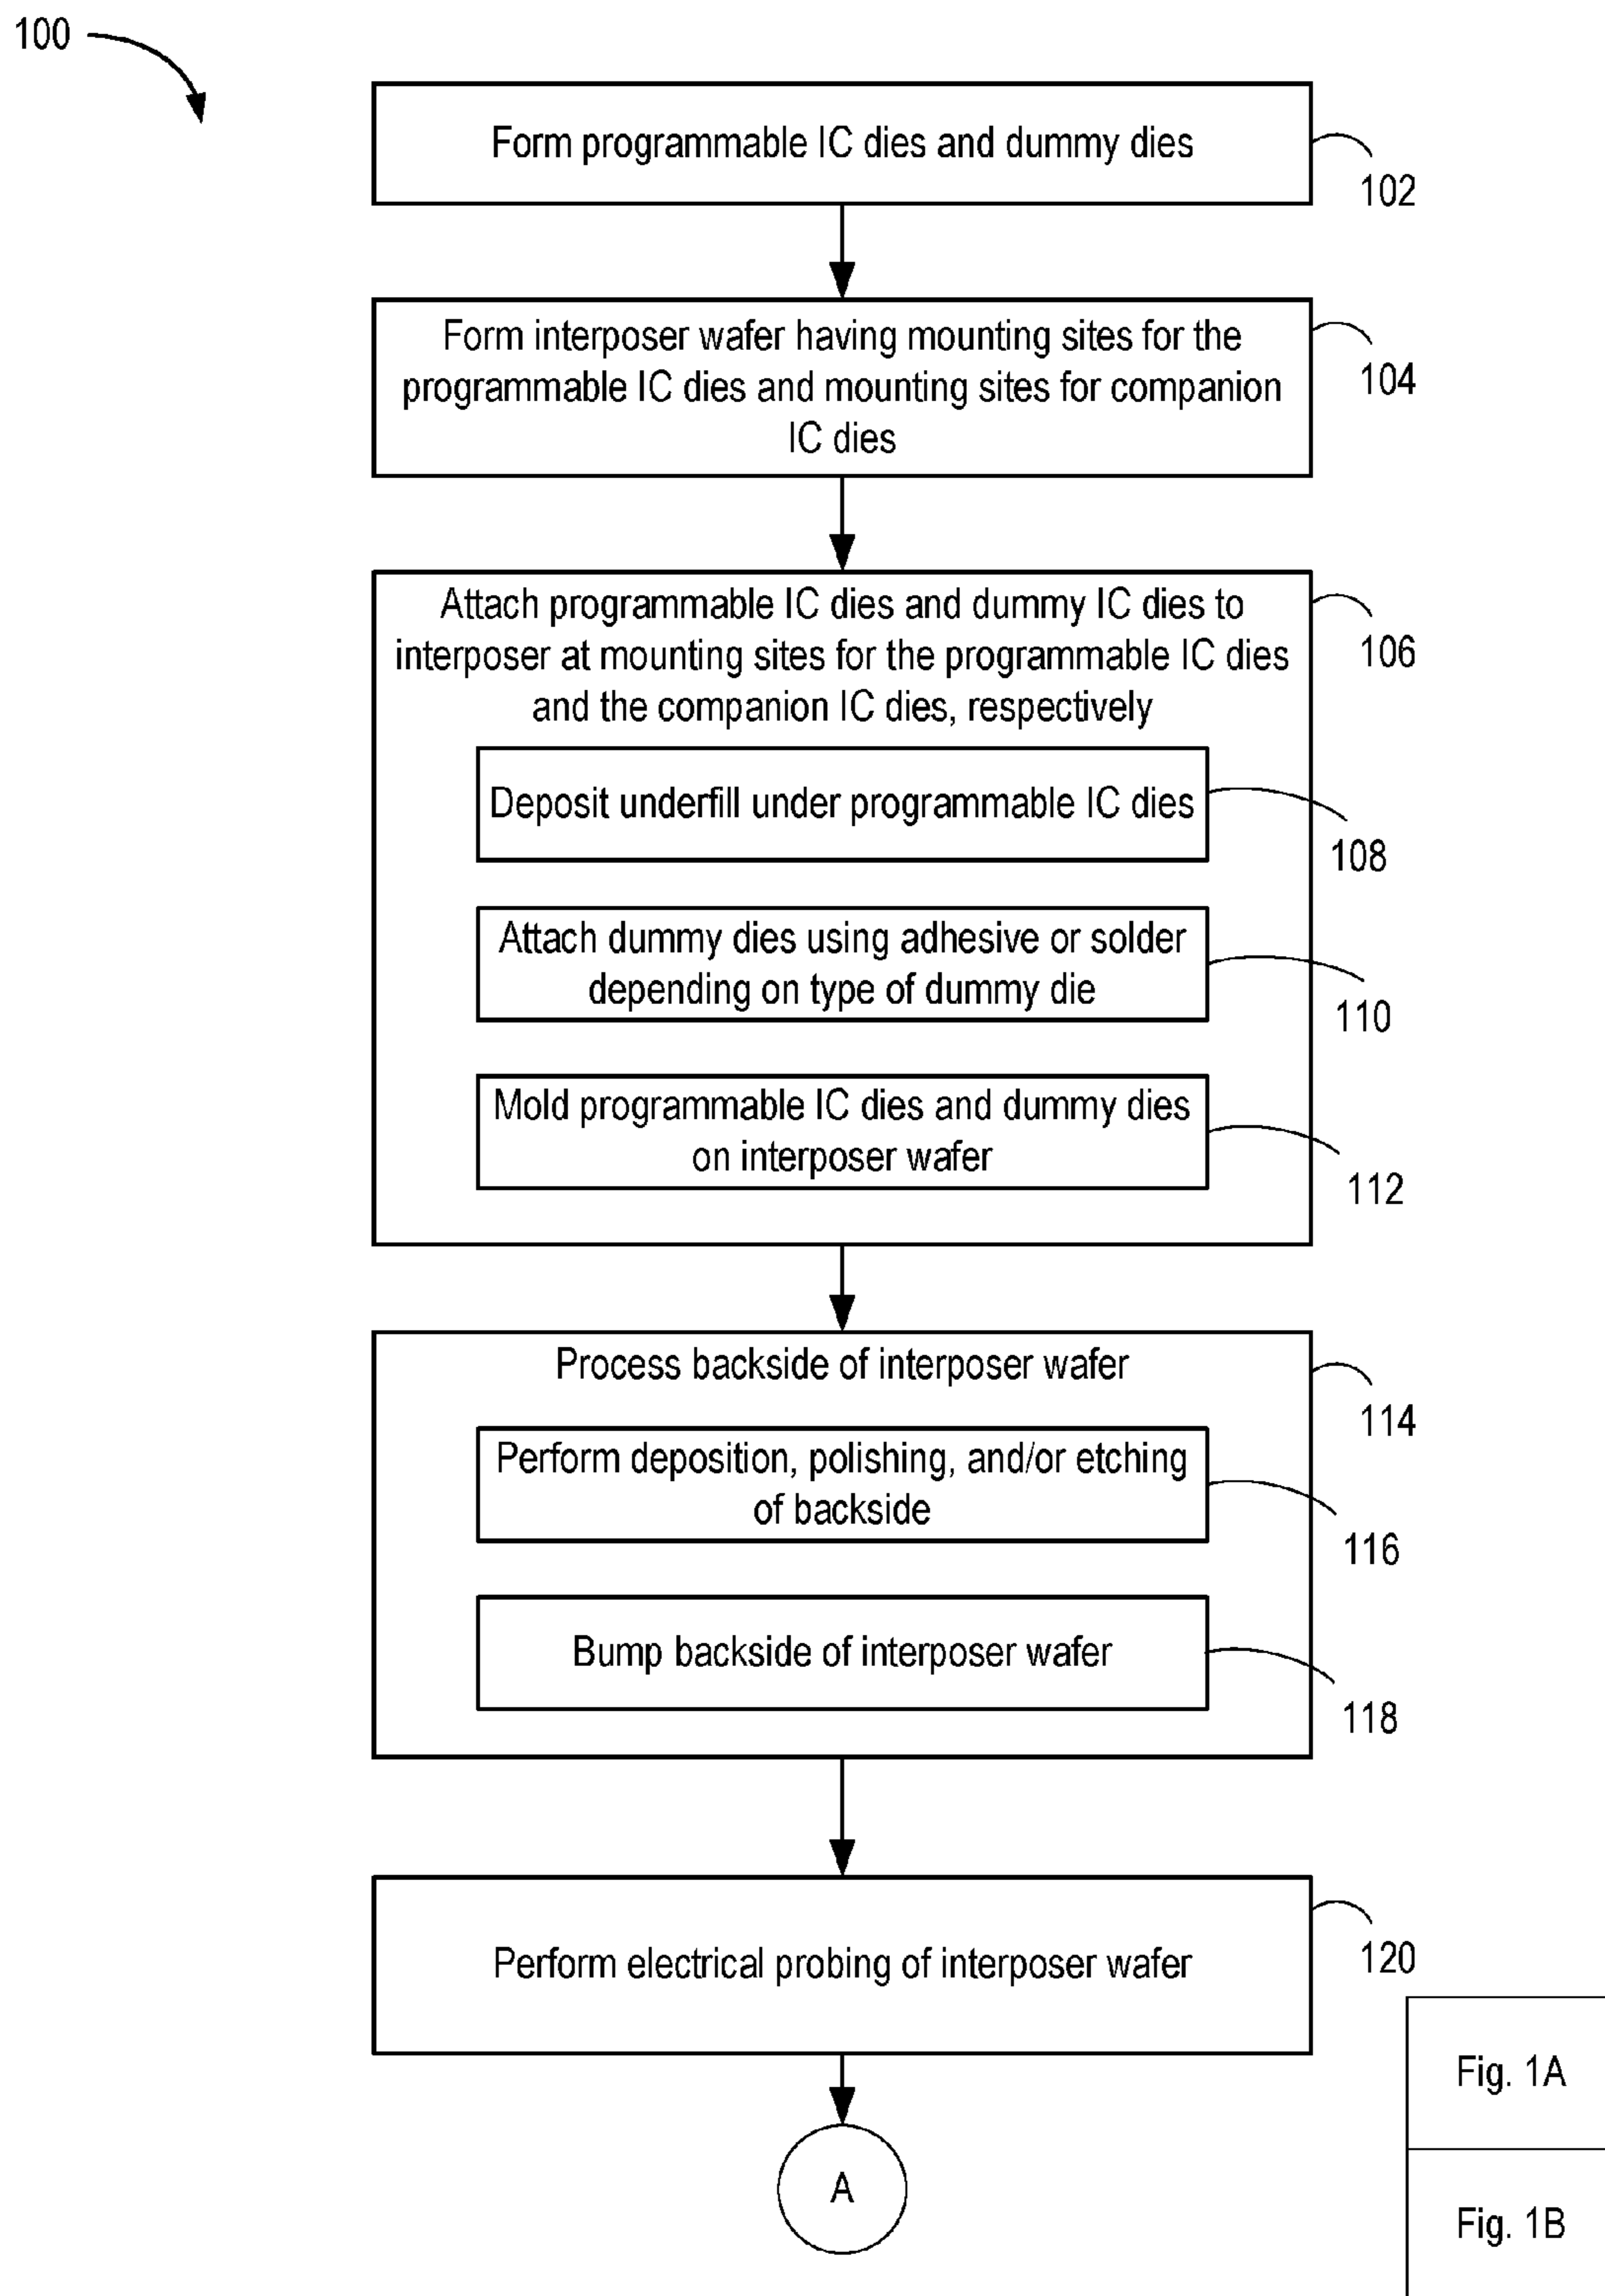 100
Form programmable IC dies and dummy dies
102
Form interposer wafer having mounting sites for the
programmable IC dies and mounting sites for companion
IC dies
104
Attach programmable IC dies and dummy IC dies to
interposer at mounting sites for the programmable IC dies
and the companion IC dies, respectively
106
Deposit underfill under programmable IC dies
108
Attach dummy dies using adhesive or solder
depending on type of dummy die
110
Mold programmable IC dies and dummy dies
on interposer wafer
112
Process backside of interposer wafer
114
Perform deposition, polishing, and/or etching
of backside
116
Bump backside of interposer wafer
118
Perform electrical probing of interposer wafer
120
A
Fig. 1A
Fig. 1B